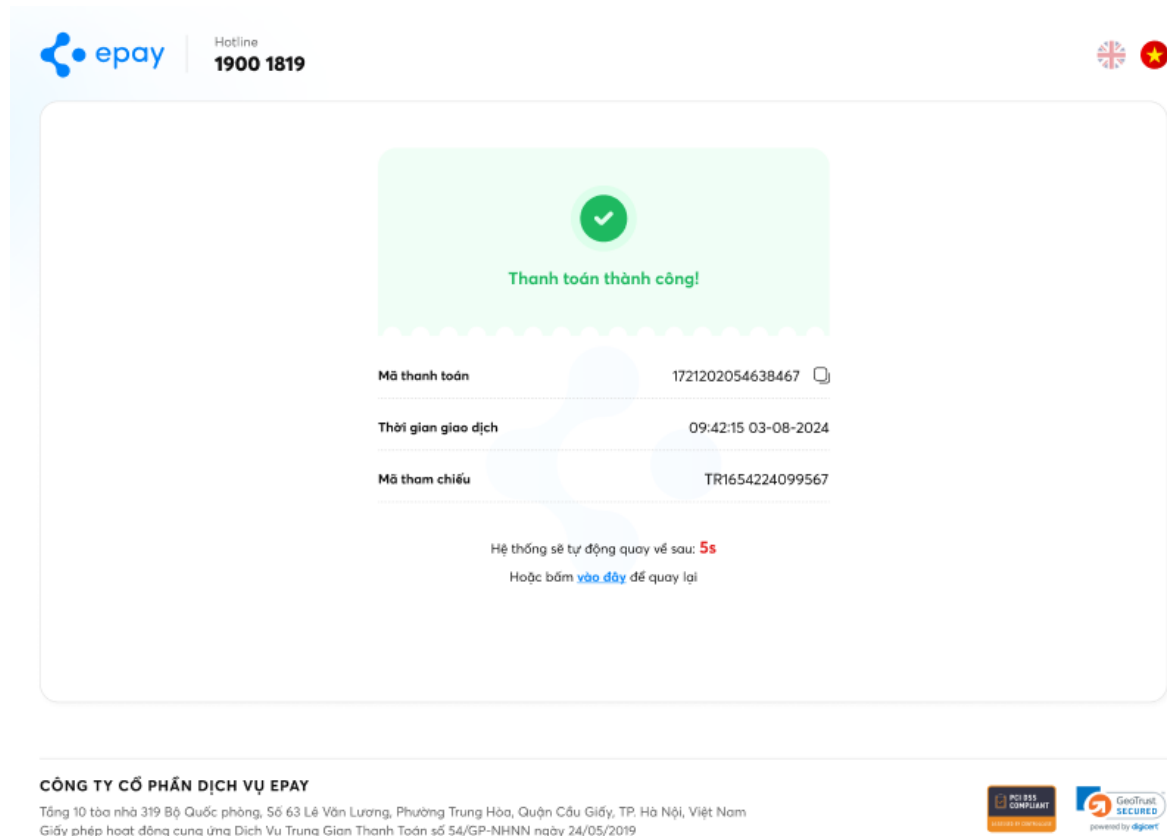 epay
Hotline
1900 1819
Thanh toán thành công!
Mã thanh toán 1721202054638467
Thời gian giao dịch 09:42:15 03-08-2024
Mã tham chiếu TR1654224099567
Hệ thống sẽ tự động quay về sau: 5s
Hoặc bấm vào đây để quay lại
CÔNG TY CỔ PHẦN DỊCH VỤ EPAY
Tầng 10 tòa nhà 319 Bộ Quốc phòng, Số 63 Lê Văn Lương, Phường Trung Hòa, Quận Cầu Giấy, TP. Hà Nội, Việt Nam
Giấy phép hoạt động cung ứng Dịch Vụ Trung Gian Thanh Toán số 54/GP-NHNN ngày 24/05/2019
PCI DSS
COMPLIANT
GeoTrust
SECURED
powered by digicert